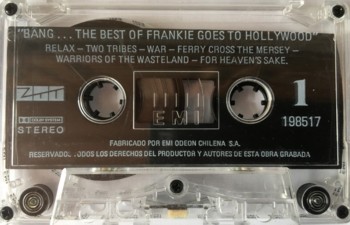 "BANG...THE BEST OF FRANKIE GOES TO HOLLYWOOD"
RELAX – TWO TRIBES – WAR – FERRY CROSS THE MERSEY –
WARRIORS OF THE WASTELAND – FOR HEAVEN'S SAKE.
ZTT
DOLBY SYSTEM
STEREO
EMI
1
198517
FABRICADO POR EMI ODEON CHILENA S.A.
RESERVADOS TODOS LOS DERECHOS DEL PRODUCTOR Y AUTORES DE ESTA OBRA GRABADA